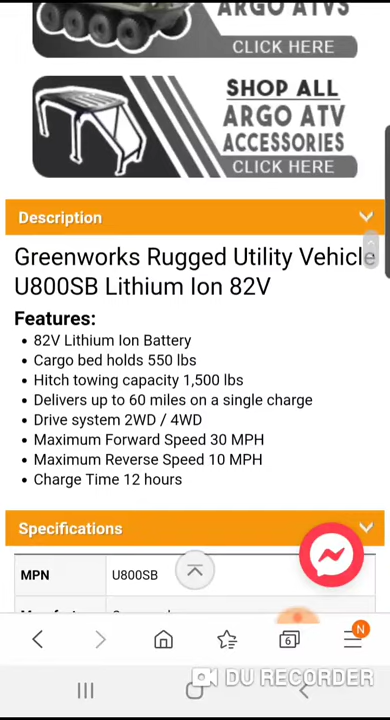 ARGO ATVS
CLICK HERE
SHOP ALL
ARGO ATV
ACCESSORIES
CLICK HERE
Description
Greenworks Rugged Utility Vehicle
U800SB Lithium Ion 82V
Features:
• 82V Lithium Ion Battery
• Cargo bed holds 550 lbs
• Hitch towing capacity 1,500 lbs
• Delivers up to 60 miles on a single charge
• Drive system 2WD / 4WD
• Maximum Forward Speed 30 MPH
• Maximum Reverse Speed 10 MPH
• Charge Time 12 hours
Specifications
MPN U800SB
6
N
DU RECORDER